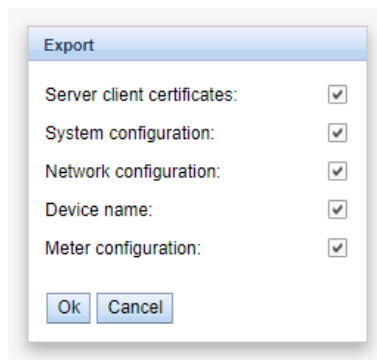 Export
Server client certificates:
System configuration:
Network configuration:
Device name:
Meter configuration:
Ok Cancel